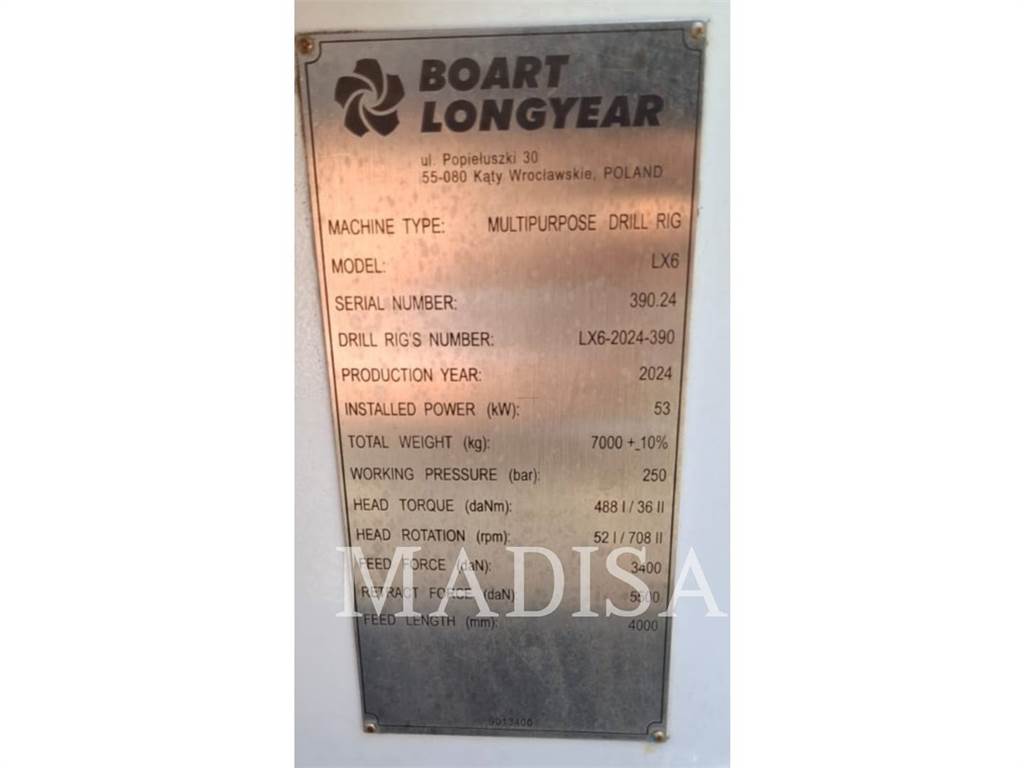 BOART
LONGYEAR
ul. Popiełuszki 30
55-080 Kąty Wrocławskie, POLAND
MACHINE TYPE: MULTIPURPOSE DRILL RIG
MODEL: LX6
SERIAL NUMBER: 390.24
DRILL RIG'S NUMBER: LX6-2024-390
PRODUCTION YEAR: 2024
INSTALLED POWER (kW): 53
TOTAL WEIGHT (kg): 7000 +_10%
WORKING PRESSURE (bar): 250
HEAD TORQUE (daNm): 488 I / 36 II
HEAD ROTATION (rpm): 52 I / 708 II
FEED FORCE (daN): 3400
RETRACT FORCE (daN) 5500
FEED LENGTH (mm): 4000
MADISA